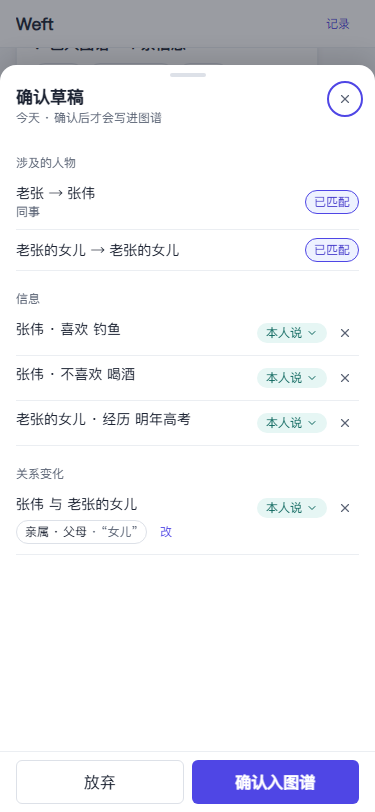 Weft
记录
确认草稿
今天 · 确认后才会写进图谱
涉及的人物
老张 → 张伟
已匹配
同事
老张的女儿 → 老张的女儿
已匹配
信息
张伟 · 喜欢 钓鱼
本人说
张伟 · 不喜欢 喝酒
本人说
老张的女儿 · 经历 明年高考
本人说
关系变化
张伟 与 老张的女儿
本人说
亲属 · 父母 · “女儿”
改
放弃
确认入图谱